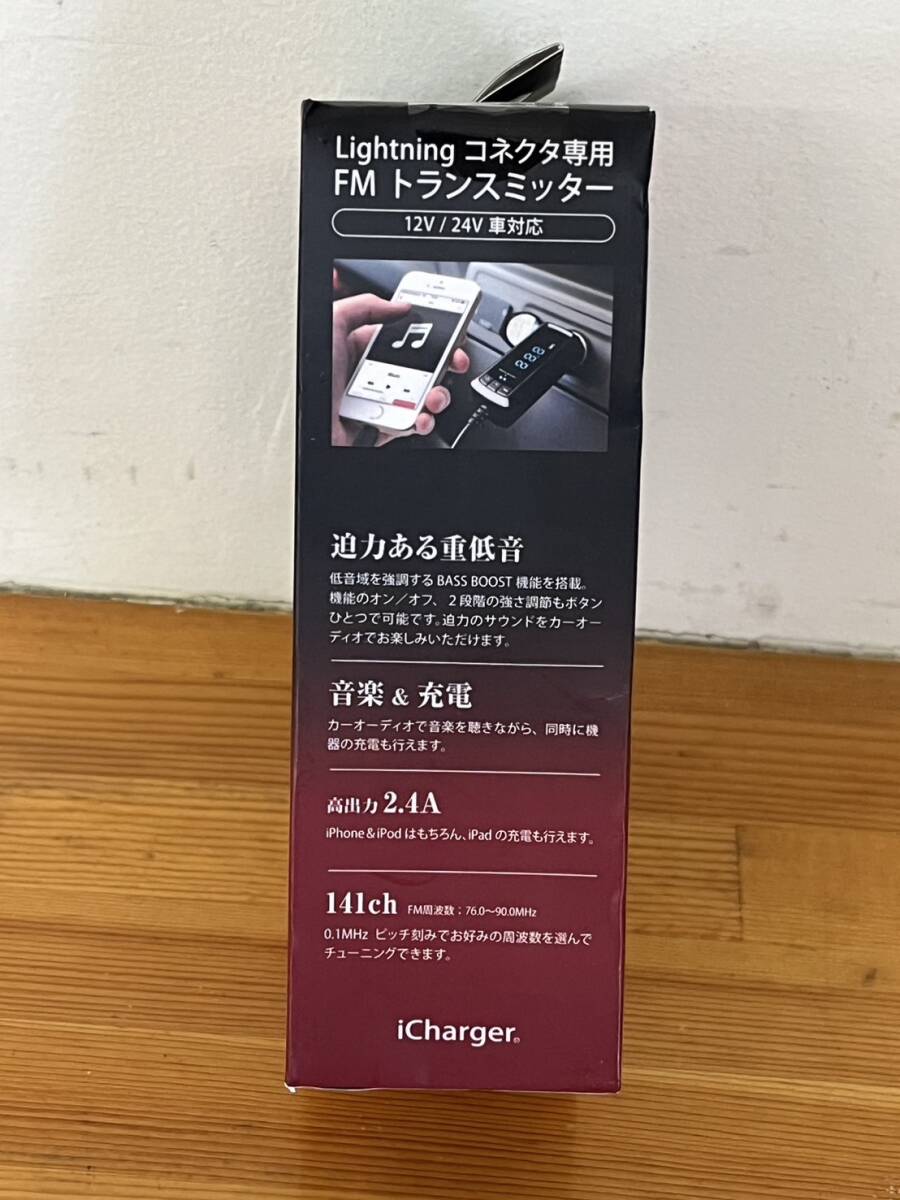 Lightning コネクタ専用
FM トランスミッター
12V / 24V 車対応
迫力ある重低音
低音域を強調する BASS BOOST 機能を搭載。
機能のオン／オフ、２段階の強さ調節もボタン
ひとつで可能です。迫力のサウンドをカーオー
ディオでお楽しみいただけます。
音楽 & 充電
カーオーディオで音楽を聴きながら、同時に機
器の充電も行えます。
高出力 2.4A
iPhone＆iPod はもちろん、iPad の充電も行えます。
141ch FM周波数；76.0〜90.0MHz
0.1MHz ピッチ刻みでお好みの周波数を選んで
チューニングできます。
iCharger®